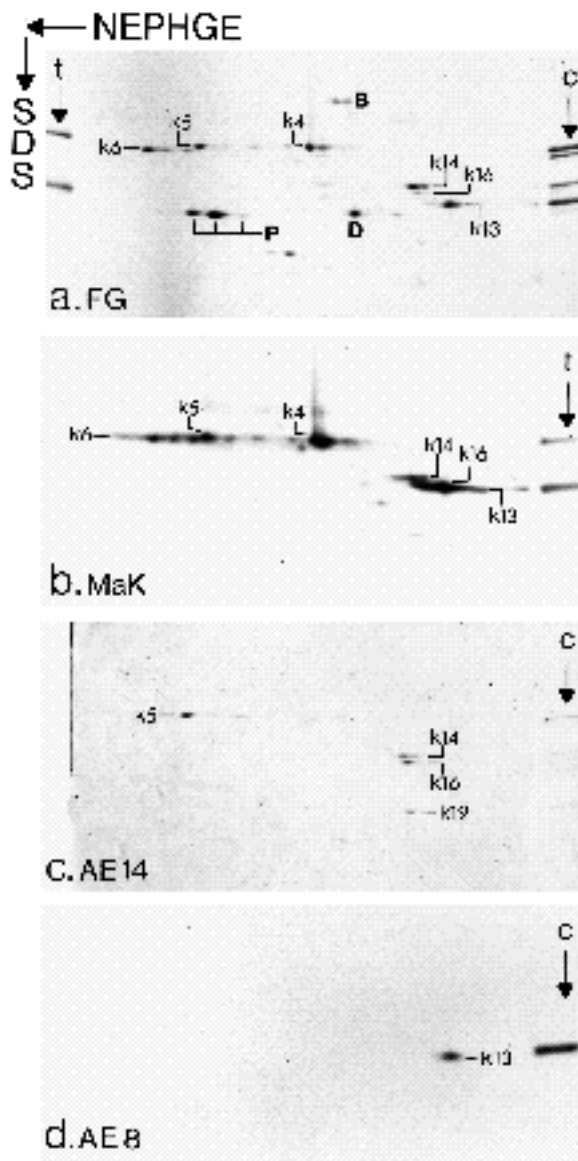 NEPHGE
t
C
S
D
S
B
k5
k4
k6
k14
k16
k13
P
D
a. FG
t
k5
k4
k6
k14
k16
k13
b. MaK
C
k5
k14
k16
k19
c. AE14
C
k13
d. AE8